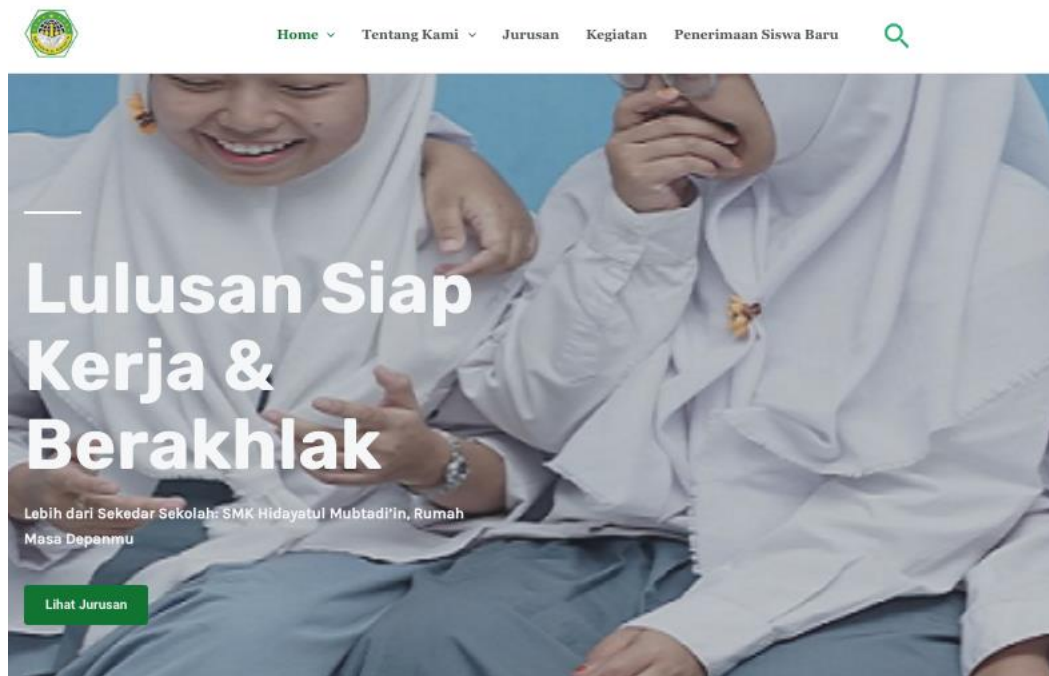 Home
Tentang Kami
Jurusan
Kegiatan
Penerimaan Siswa Baru
Lulusan Siap
Kerja &
Berakhlak
Lebih dari Sekedar Sekolah: SMK Hidayatul Mubtadi'in, Rumah
Masa Depanmu
Lihat Jurusan